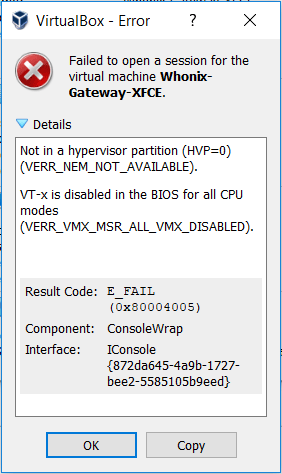 VirtualBox - Error
Failed to open a session for the
virtual machine Whonix-
Gateway-XFCE.
Details
Not in a hypervisor partition (HVP=0)
(VERR_NEM_NOT_AVAILABLE).
VT-x is disabled in the BIOS for all CPU
modes
(VERR_VMX_MSR_ALL_VMX_DISABLED).
Result Code: E_FAIL
(0x80004005)
Component: ConsoleWrap
Interface: IConsole
{872da645-4a9b-1727-
bee2-5585105b9eed}
OK Copy